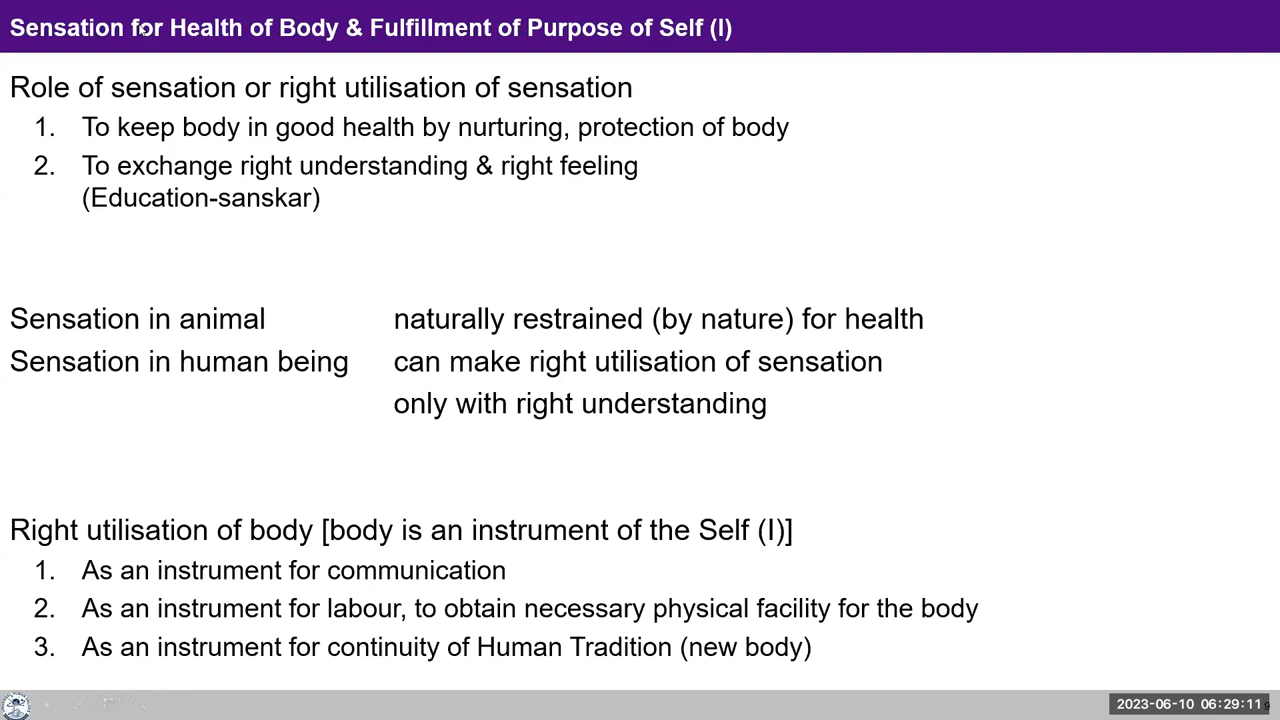 Sensation for Health of Body & Fulfillment of Purpose of Self (I)
Role of sensation or right utilisation of sensation
1. To keep body in good health by nurturing, protection of body
2. To exchange right understanding & right feeling
(Education-sanskar)
Sensation in animal naturally restrained (by nature) for health
Sensation in human being can make right utilisation of sensation
only with right understanding
Right utilisation of body [body is an instrument of the Self (I)]
1. As an instrument for communication
2. As an instrument for labour, to obtain necessary physical facility for the body
3. As an instrument for continuity of Human Tradition (new body)
2023-06-10 06:29:11 9